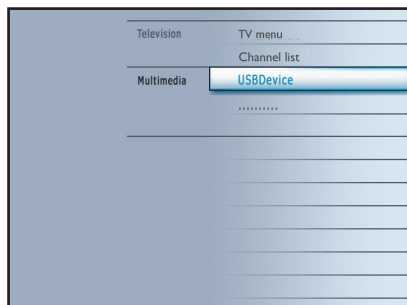 Television TV menu ...
Channel list
Multimedia USBDevice
..........